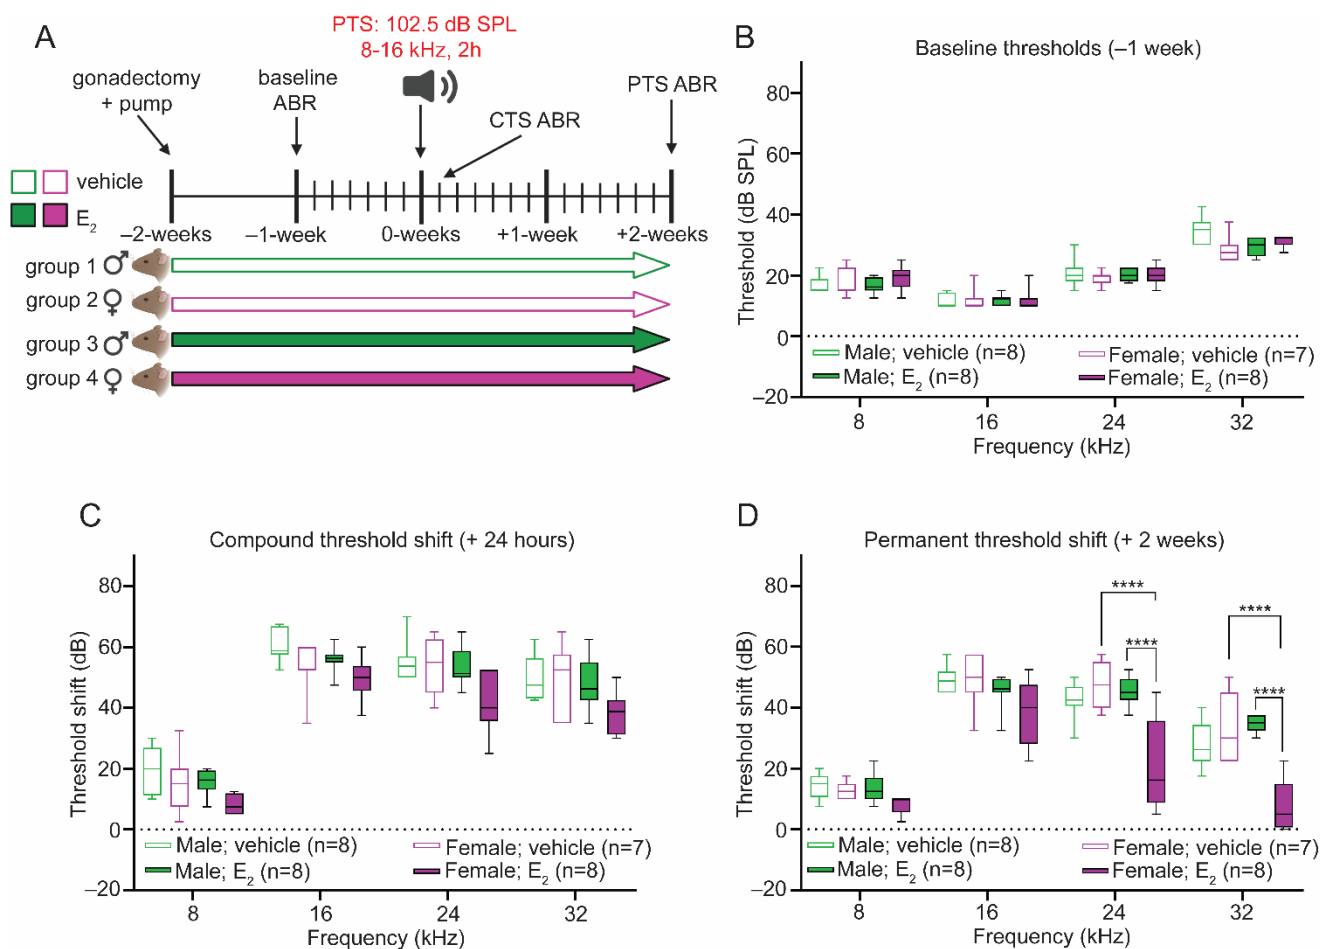 A
PTS: 102.5 dB SPL
8-16 kHz, 2h
gonadectomy
+ pump
baseline
ABR
CTS ABR
PTS ABR
vehicle
E₂
–2-weeks
–1-week
0-weeks
+1-week
+2-weeks
group 1 ♂
group 2 ♀
group 3 ♂
group 4 ♀
B
Baseline thresholds (–1 week)
Threshold (dB SPL)
80
60
40
20
0
–20
Male; vehicle (n=8)
Female; vehicle (n=7)
Male; E₂ (n=8)
Female; E₂ (n=8)
8
16
24
32
Frequency (kHz)
C
Compound threshold shift (+ 24 hours)
Threshold shift (dB)
80
60
40
20
0
–20
Male; vehicle (n=8)
Female; vehicle (n=7)
Male; E₂ (n=8)
Female; E₂ (n=8)
8
16
24
32
Frequency (kHz)
D
Permanent threshold shift (+ 2 weeks)
Threshold shift (dB)
80
60
40
20
0
–20
****
****
****
****
Male; vehicle (n=8)
Female; vehicle (n=7)
Male; E₂ (n=8)
Female; E₂ (n=8)
8
16
24
32
Frequency (kHz)